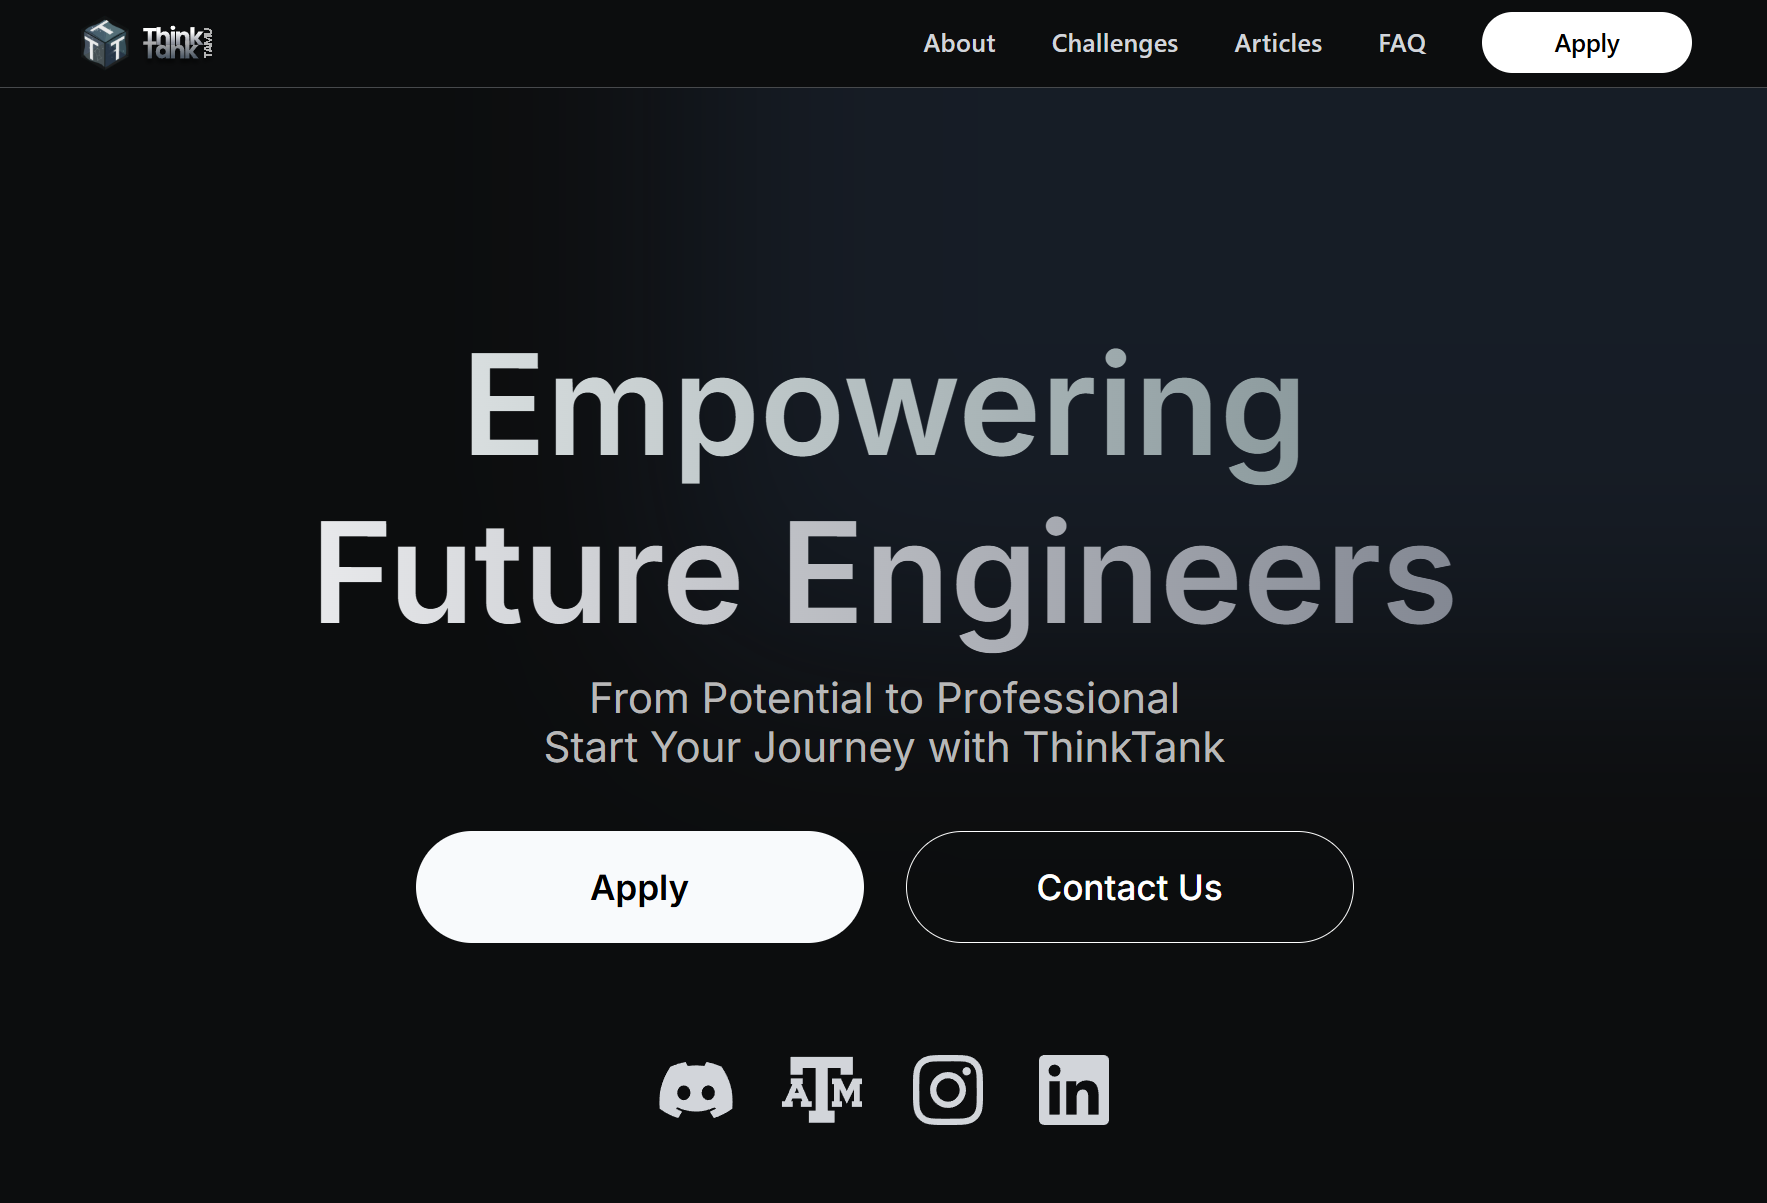 Think
Tank
TAMU
About
Challenges
Articles
FAQ
Apply
Empowering
Future Engineers
From Potential to Professional
Start Your Journey with ThinkTank
Apply
Contact Us
ATM
in